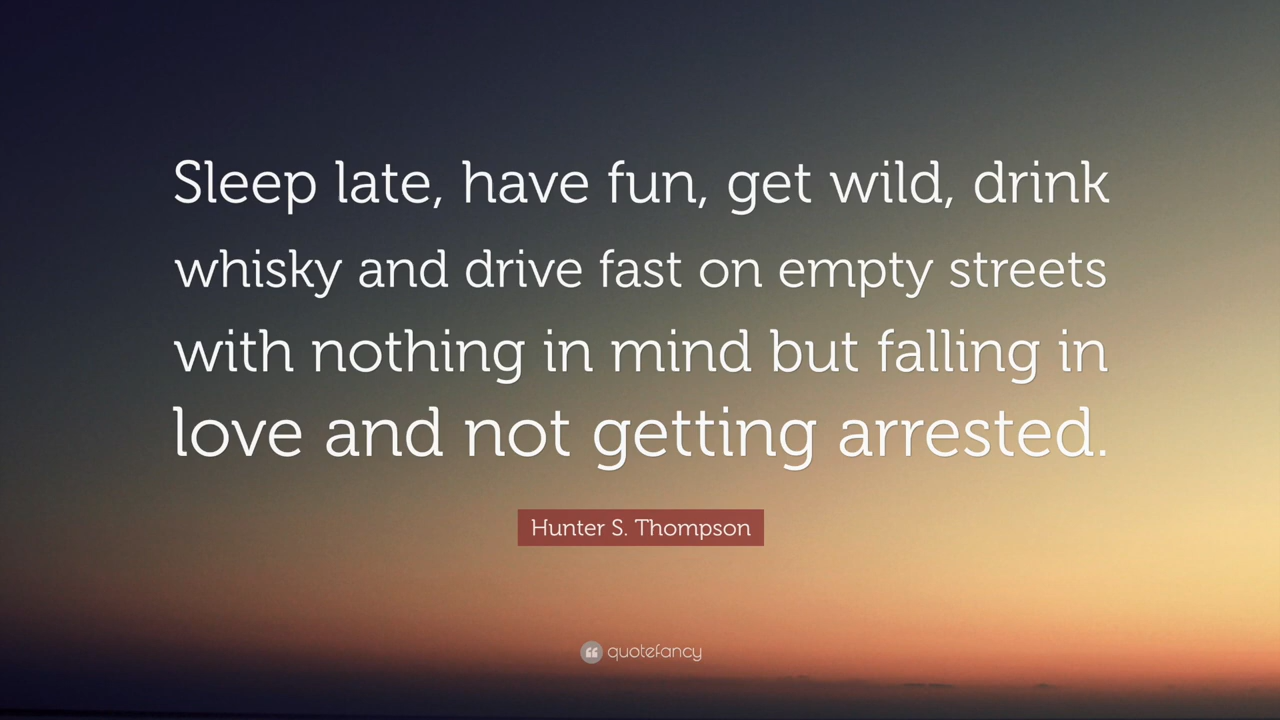 Sleep late, have fun, get wild, drink
whisky and drive fast on empty streets
with nothing in mind but falling in
love and not getting arrested.
Hunter S. Thompson
quotefancy